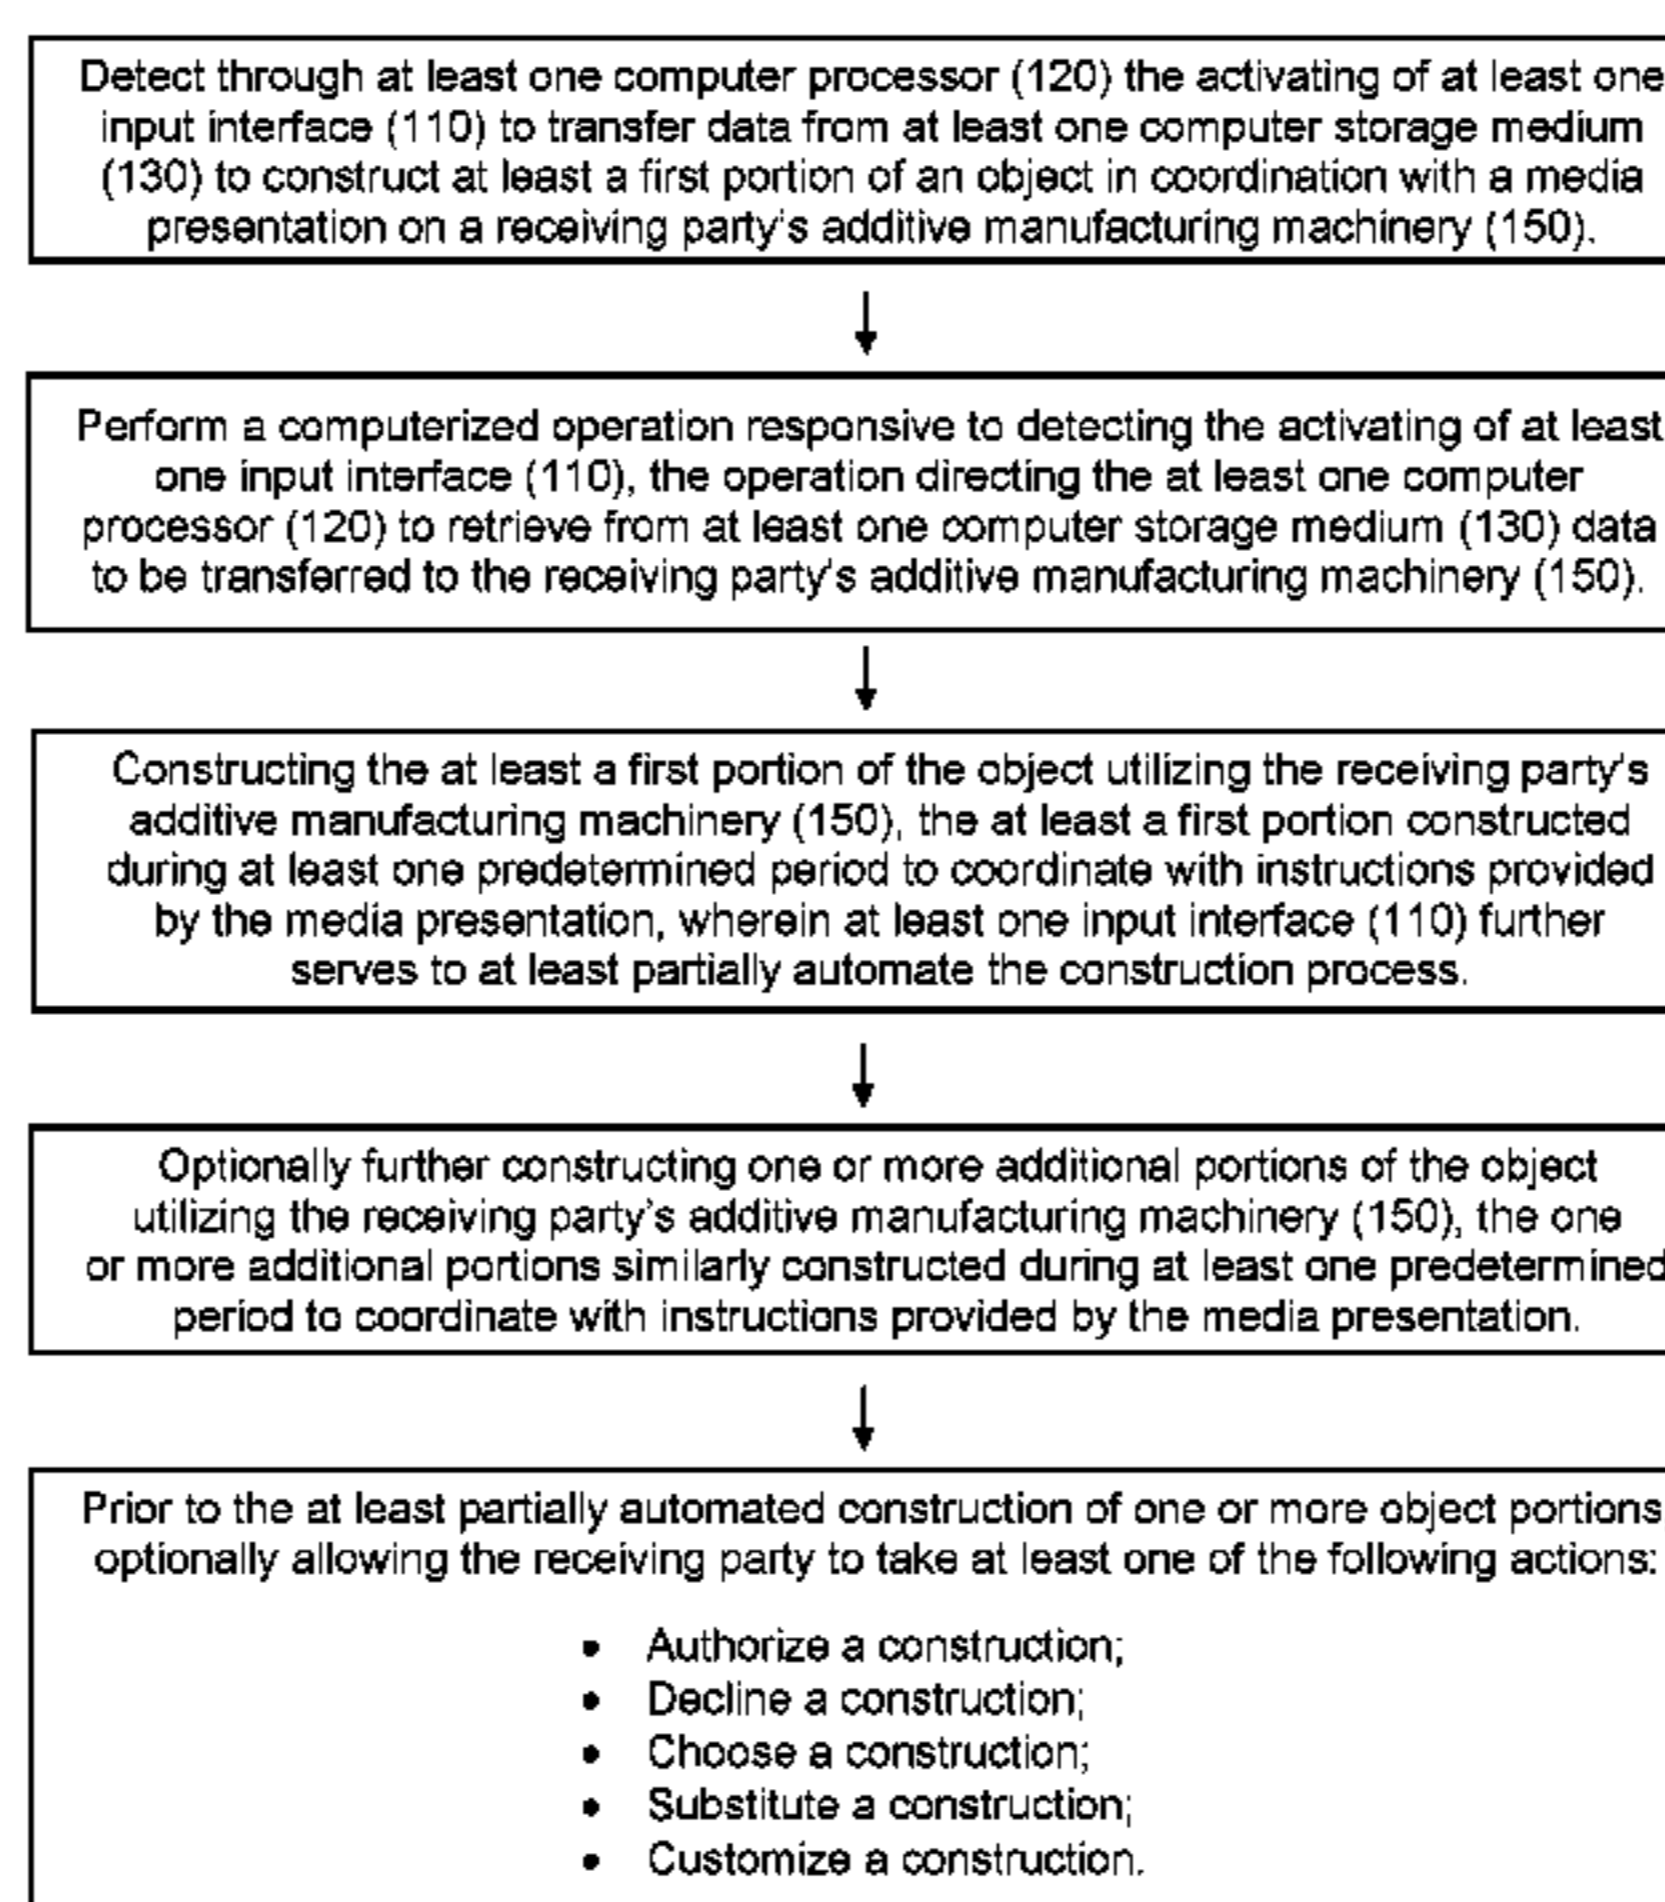 Detect through at least one computer processor (120) the activating of at least one
input interface (110) to transfer data from at least one computer storage medium
(130) to construct at least a first portion of an object in coordination with a media
presentation on a receiving party's additive manufacturing machinery (150).
Perform a computerized operation responsive to detecting the activating of at least
one input interface (110), the operation directing the at least one computer
processor (120) to retrieve from at least one computer storage medium (130) data
to be transferred to the receiving party's additive manufacturing machinery (150).
Constructing the at least a first portion of the object utilizing the receiving party's
additive manufacturing machinery (150), the at least a first portion constructed
during at least one predetermined period to coordinate with instructions provided
by the media presentation, wherein at least one input interface (110) further
serves to at least partially automate the construction process.
Optionally further constructing one or more additional portions of the object
utilizing the receiving party's additive manufacturing machinery (150), the one
or more additional portions similarly constructed during at least one predetermined
period to coordinate with instructions provided by the media presentation.
Prior to the at least partially automated construction of one or more object portions,
optionally allowing the receiving party to take at least one of the following actions:
• Authorize a construction;
• Decline a construction;
• Choose a construction;
• Substitute a construction;
• Customize a construction.